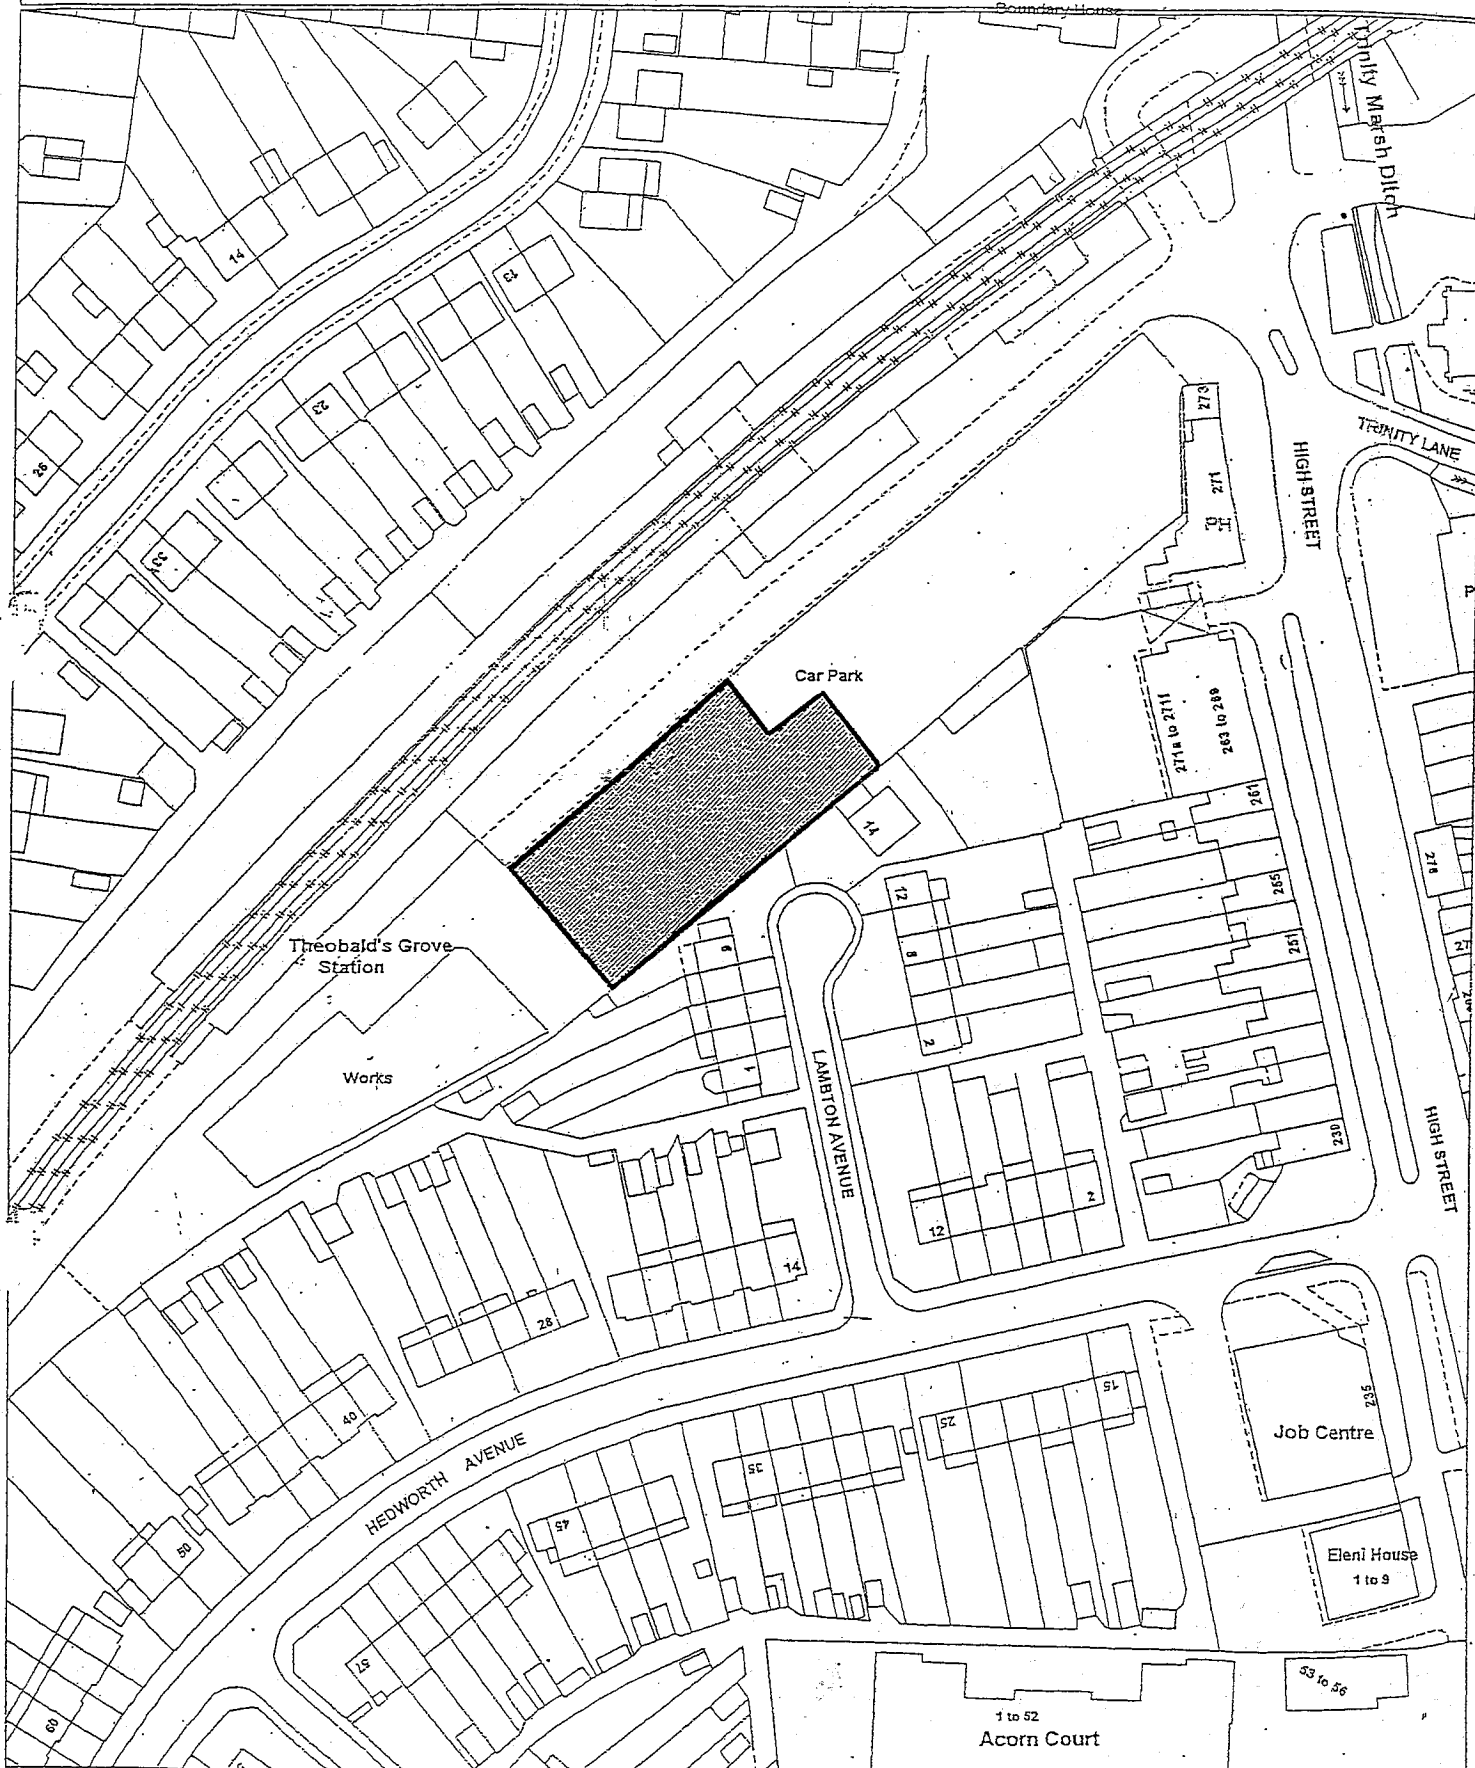 Boundary House
Trinity Marsh Ditch
14
13
23
26
33
273
271
PH
HIGH STREET
TRINITY LANE
Car Park
271a to 271f
263 to 269
14
261
12
8
2
255
251
9
1
Theobald's Grove
Station
Works
LAMBTON AVENUE
230
HIGH STREET
12
2
14
28
40
50
60
HEDWORTH AVENUE
15
25
35
45
57
235
Job Centre
Eleni House
1 to 9
53 to 56
1 to 52
Acorn Court